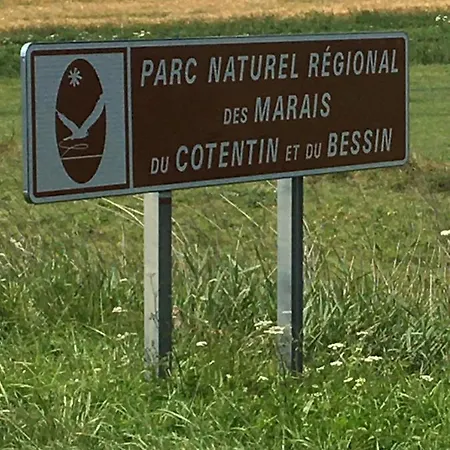 PARC NATUREL RÉGIONAL
DES MARAIS
DU COTENTIN ET DU BESSIN